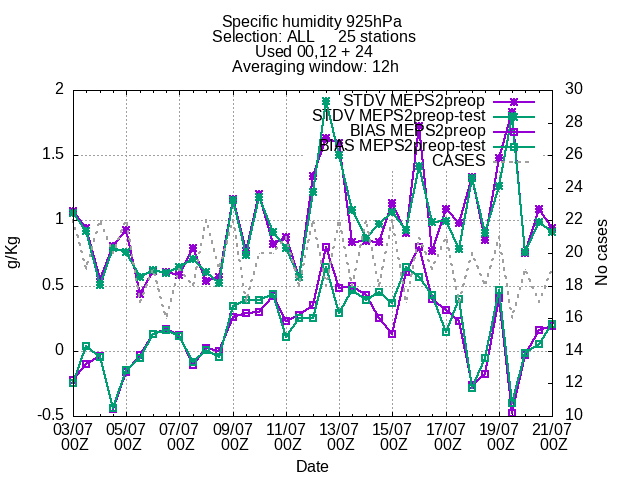 Specific humidity 925hPa
Selection: ALL 25 stations
Used 00,12 + 24
Averaging window: 12h
STDV MEPS2preop
STDV MEPS2preop-test
BIAS MEPS2preop
BIAS MEPS2preop-test
CASES
2
1.5
1
0.5
0
-0.5
g/Kg
30
28
26
24
22
20
18
16
14
12
10
No cases
03/07 05/07 07/07 09/07 11/07 13/07 15/07 17/07 19/07 21/07
00Z 00Z 00Z 00Z 00Z 00Z 00Z 00Z 00Z 00Z
Date